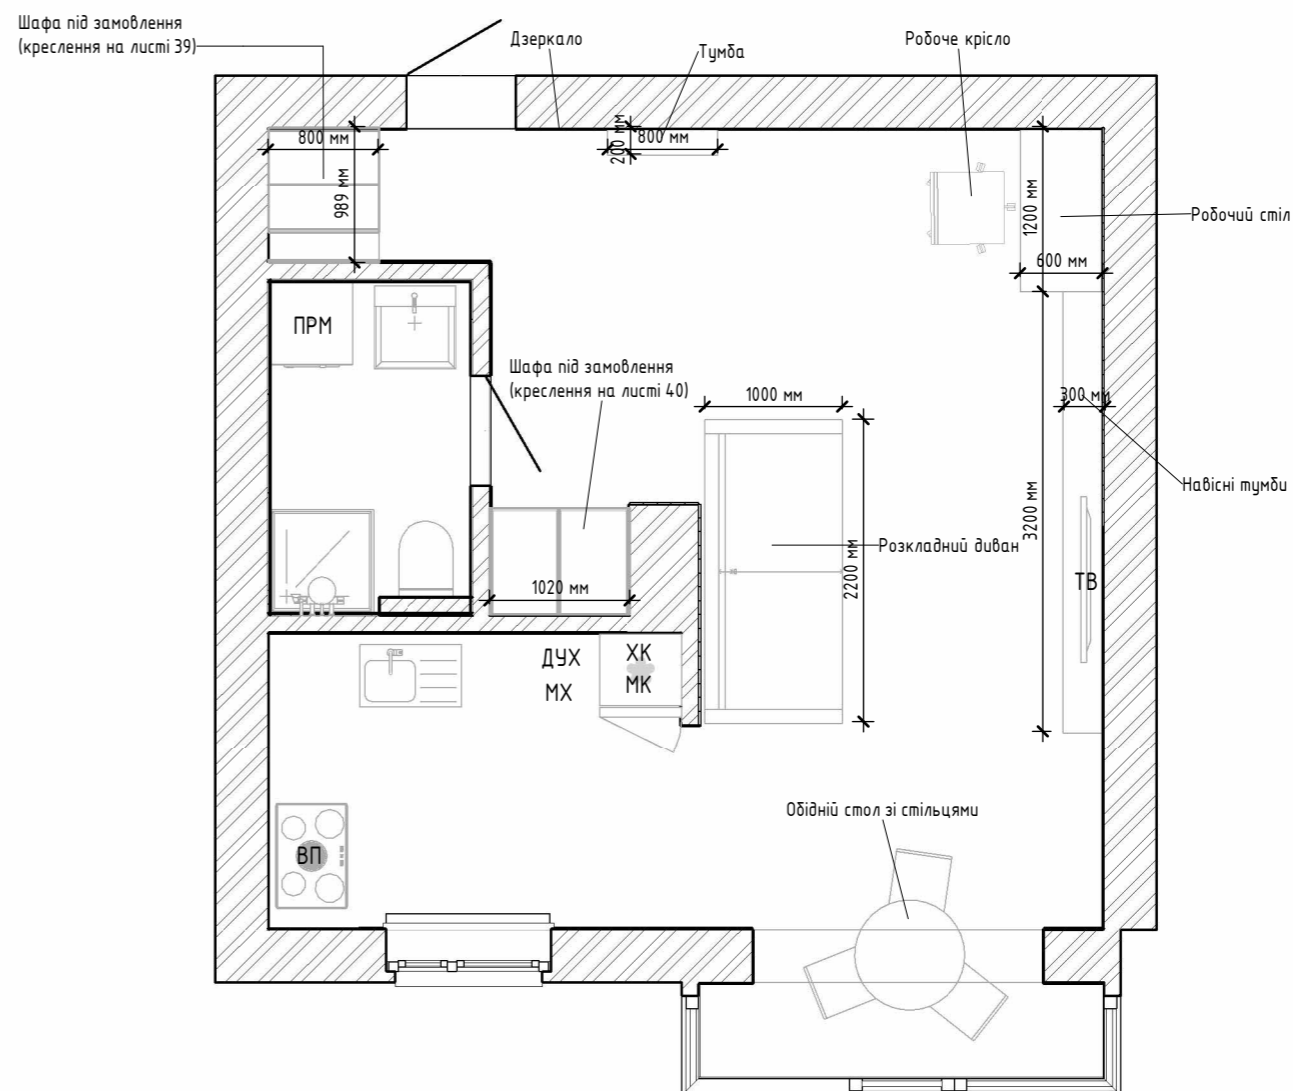 Шафа під замовлення
(креслення на листі 39)
Дзеркало
Тумба
Робоче крісло
800 мм
989 мм
200 мм
800 мм
1200 мм
Робочий стіл
600 мм
ПРМ
Шафа під замовлення
(креслення на листі 40)
1000 мм
300 мм
Навісні тумби
3200 мм
Розкладний диван
2200 мм
ТВ
1020 мм
ДУХ
МХ
ХК
МК
Обідній стол зі стільцями
ВП